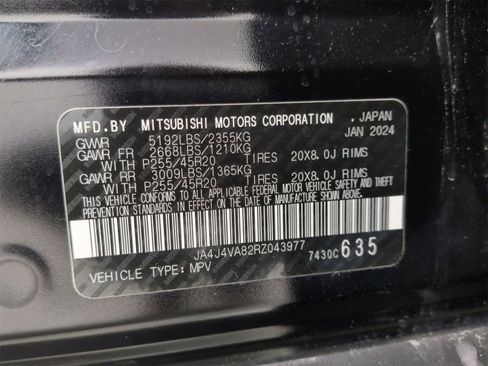 MFD.BY MITSUBISHI MOTORS CORPORATION , JAPAN
GVWR 5192LBS/2355KG JAN 2024
GAWR FR 2668LBS/1210KG
WITH P255/45R20 TIRES 20X8.0J RIMS
GAWR RR 3009LBS/1365KG
WITH P255/45R20 TIRES 20X8.0J RIMS
THIS VEHICLE CONFORMS TO ALL APPLICABLE FEDERAL MOTOR VEHICLE SAFETY AND THEFT
PREVENTION STANDARDS IN EFFECT ON THE DATE OF MANUFACTURE SHOWN ABOVE.
JA4J4VA82RZ043977
7430C635
VEHICLE TYPE: MPV